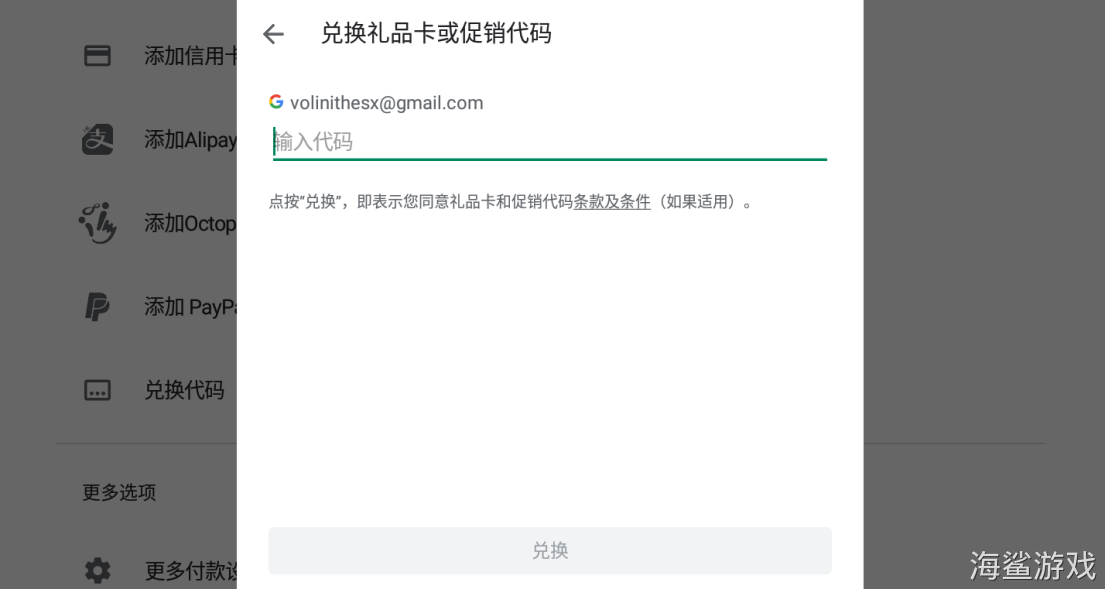 兑换礼品卡或促销代码
volinithesx@gmail.com
输入代码
点按“兑换”，即表示您同意礼品卡和促销代码条款及条件（如果适用）。
兑换
添加信用卡
添加Alipay
添加Octop
添加 PayPa
兑换代码
更多选项
更多付款设
海鲨游戏